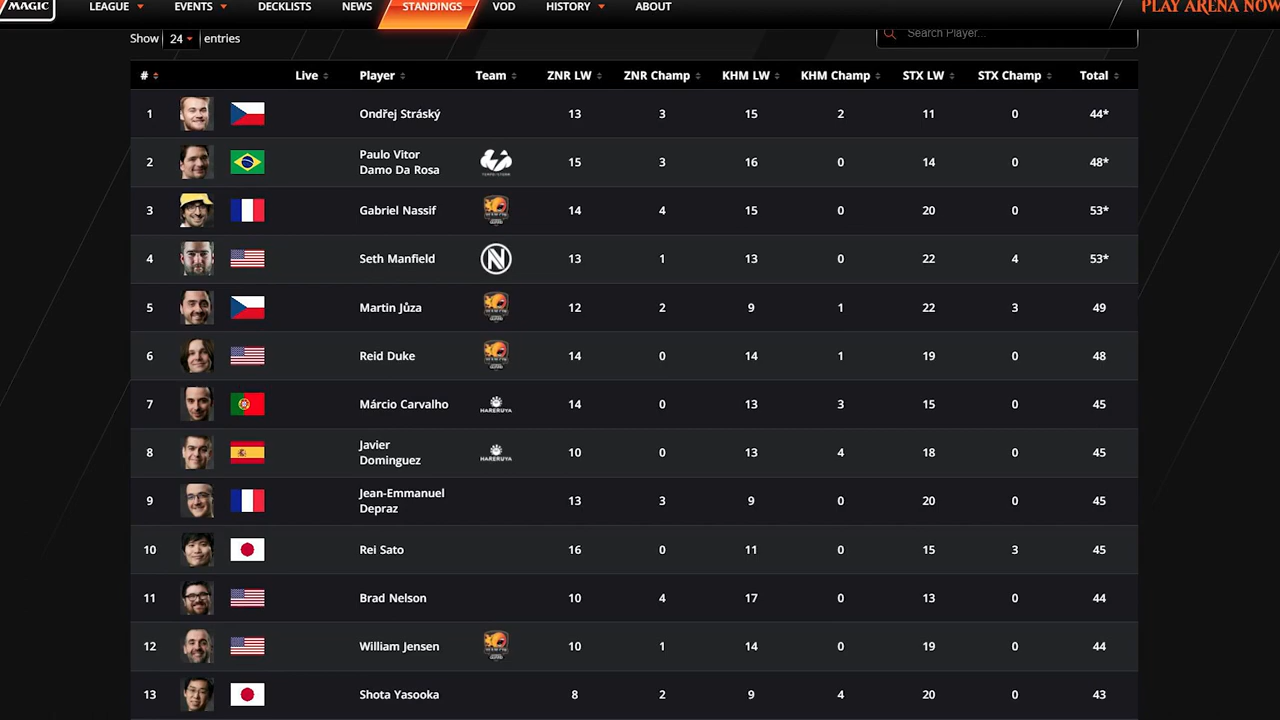 MAGIC LEAGUE EVENTS DECKLISTS NEWS STANDINGS VOD HISTORY ABOUT PLAY ARENA NOW
Show 24 entries Search Player...
# Live Player Team ZNR LW ZNR Champ KHM LW KHM Champ STX LW STX Champ Total
1 Ondřej Stráský 13 3 15 2 11 0 44*
2 Paulo Vitor
Damo Da Rosa 15 3 16 0 14 0 48*
3 Gabriel Nassif 14 4 15 0 20 0 53*
4 Seth Manfield N 13 1 13 0 22 4 53*
5 Martin Jůza 12 2 9 1 22 3 49
6 Reid Duke 14 0 14 1 19 0 48
7 Márcio Carvalho HARERUYA 14 0 13 3 15 0 45
8 Javier
Dominguez HARERUYA 10 0 13 4 18 0 45
9 Jean-Emmanuel
Depraz 13 3 9 0 20 0 45
10 Rei Sato 16 0 11 0 15 3 45
11 Brad Nelson 10 4 17 0 13 0 44
12 William Jensen 10 1 14 0 19 0 44
13 Shota Yasooka 8 2 9 4 20 0 43